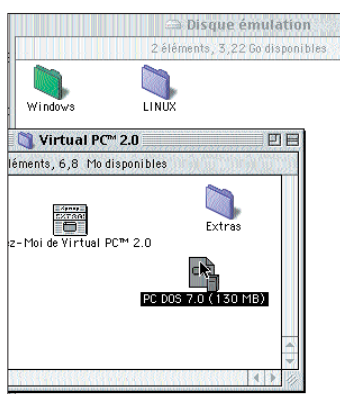 Disque émulation
2 éléments, 3,22 Go disponibles
Windows
LINUX
Virtual PC™ 2.0
léments, 6,8 Mo disponibles
Extras
z-Moi de Virtual PC™ 2.0
PC DOS 7.0 (130 MB)